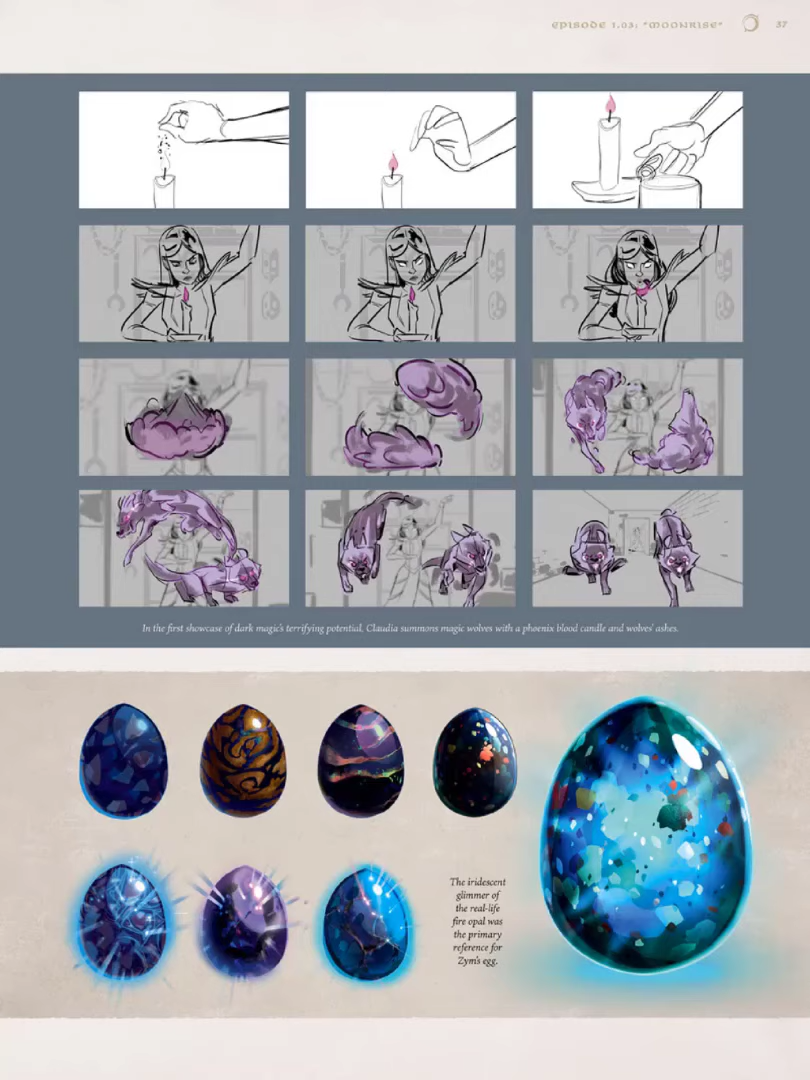 EPISODE 1.03: "MOONRISE" 37
In the first showcase of dark magic's terrifying potential, Claudia summons magic wolves with a phoenix blood candle and wolves' ashes.
The iridescent
glimmer of
the real-life
fire opal was
the primary
reference for
Zym's egg.